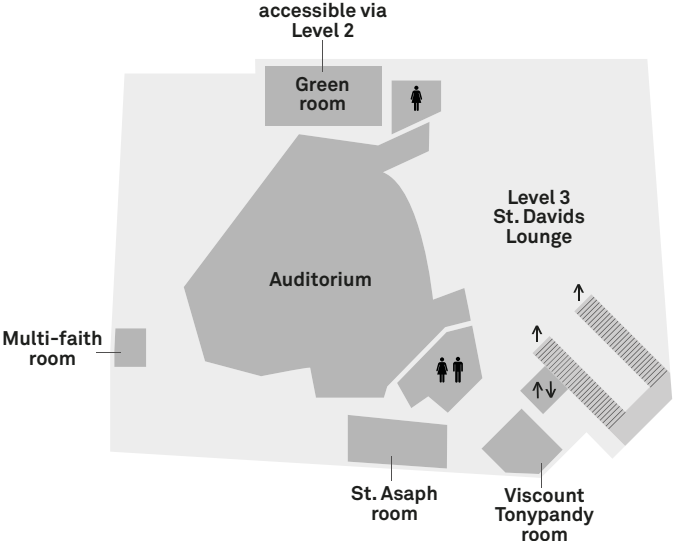 accessible via
Level 2
Green
room
Level 3
St. Davids
Lounge
Auditorium
Multi-faith
room
St. Asaph
room
Viscount
Tonypandy
room